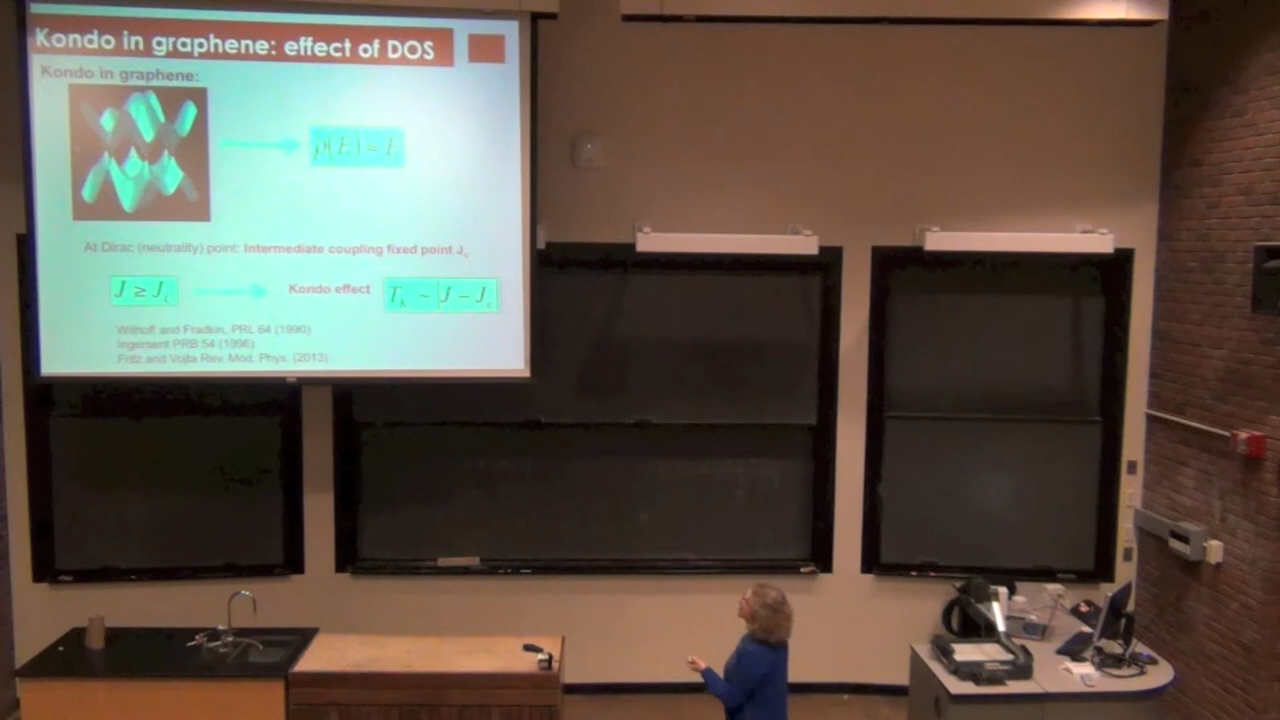 Kondo in graphene: effect of DOS
Kondo in graphene:
ρ(E) ≈ E
At Dirac (neutrality) point: Intermediate coupling fixed point J_c
J ≥ J_c
Kondo effect
T_k ~ |J − J_c
Withoff and Fradkin, PRL 64 (1990)
Ingersent PRB 54 (1996)
Fritz and Vojta Rev. Mod. Phys. (2013)